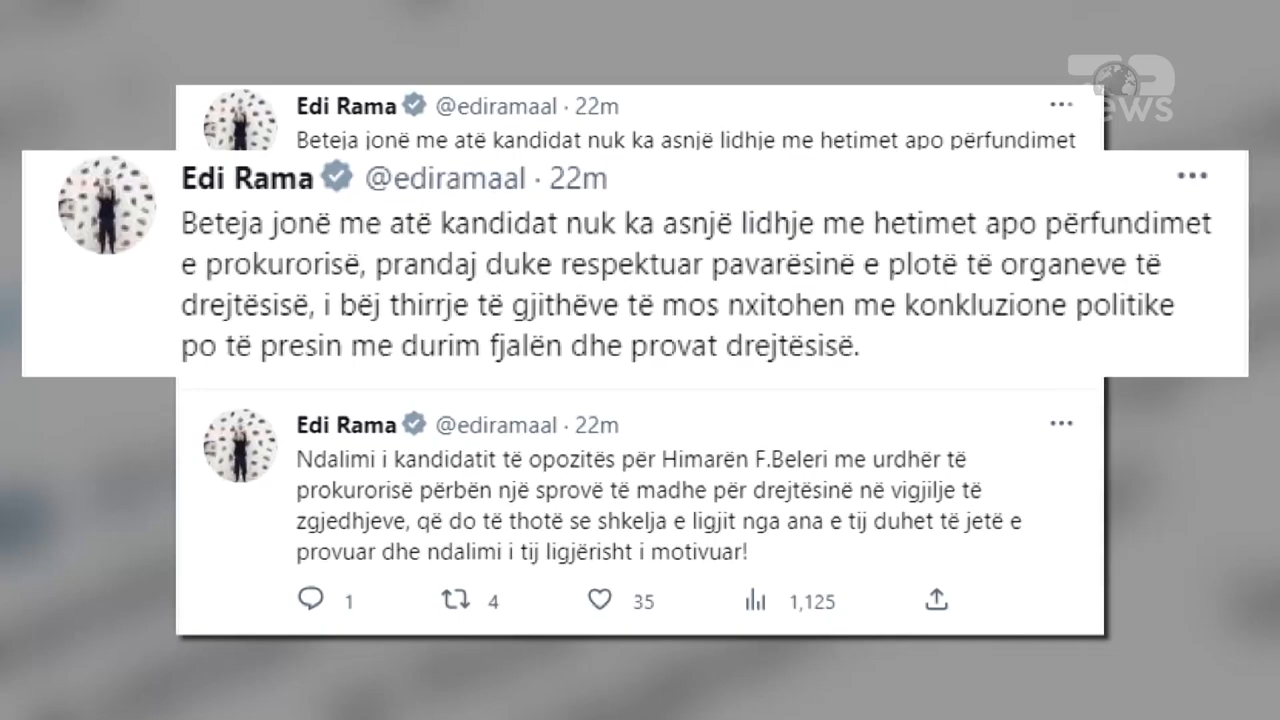 Edi Rama @ediramaal · 22m
Beteja jonë me atë kandidat nuk ka asnjë lidhje me hetimet apo përfundimet
Edi Rama @ediramaal · 22m
Beteja jonë me atë kandidat nuk ka asnjë lidhje me hetimet apo përfundimet
e prokurorisë, prandaj duke respektuar pavarësinë e plotë të organeve të
drejtësisë, i bëj thirrje të gjithëve të mos nxitohen me konkluzione politike
po të presin me durim fjalën dhe provat drejtësisë.
Edi Rama @ediramaal · 22m
Ndalimi i kandidatit të opozitës për Himarën F.Beleri me urdhër të
prokurorisë përbën një sprovë të madhe për drejtësinë në vigjilje të
zgjedhjeve, që do të thotë se shkelja e ligjit nga ana e tij duhet të jetë e
provuar dhe ndalimi i tij ligjërisht i motivuar!
1 4 35 1,125